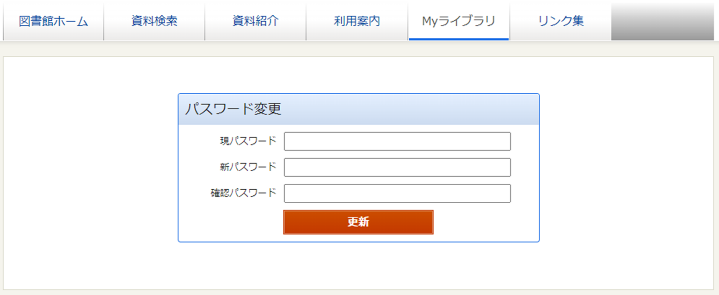 図書館ホーム 資料検索 資料紹介 利用案内 Myライブラリ リンク集
パスワード変更
現パスワード
新パスワード
確認パスワード
更新